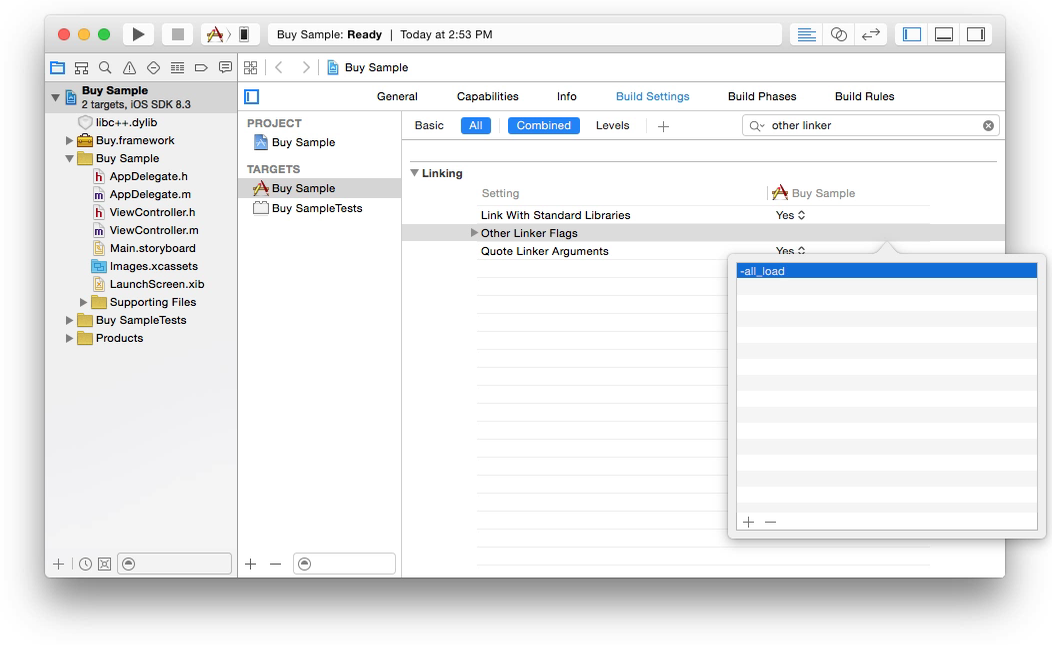 Buy Sample: Ready | Today at 2:53 PM
Buy Sample
Buy Sample
2 targets, iOS SDK 8.3
libc++.dylib
Buy.framework
Buy Sample
h AppDelegate.h
m AppDelegate.m
h ViewController.h
m ViewController.m
Main.storyboard
Images.xcassets
LaunchScreen.xib
Supporting Files
Buy SampleTests
Products
General Capabilities Info Build Settings Build Phases Build Rules
PROJECT
Buy Sample
TARGETS
Buy Sample
Buy SampleTests
Basic All Combined Levels other linker
Linking
Setting Buy Sample
Link With Standard Libraries Yes
Other Linker Flags
Quote Linker Arguments Yes
-all_load